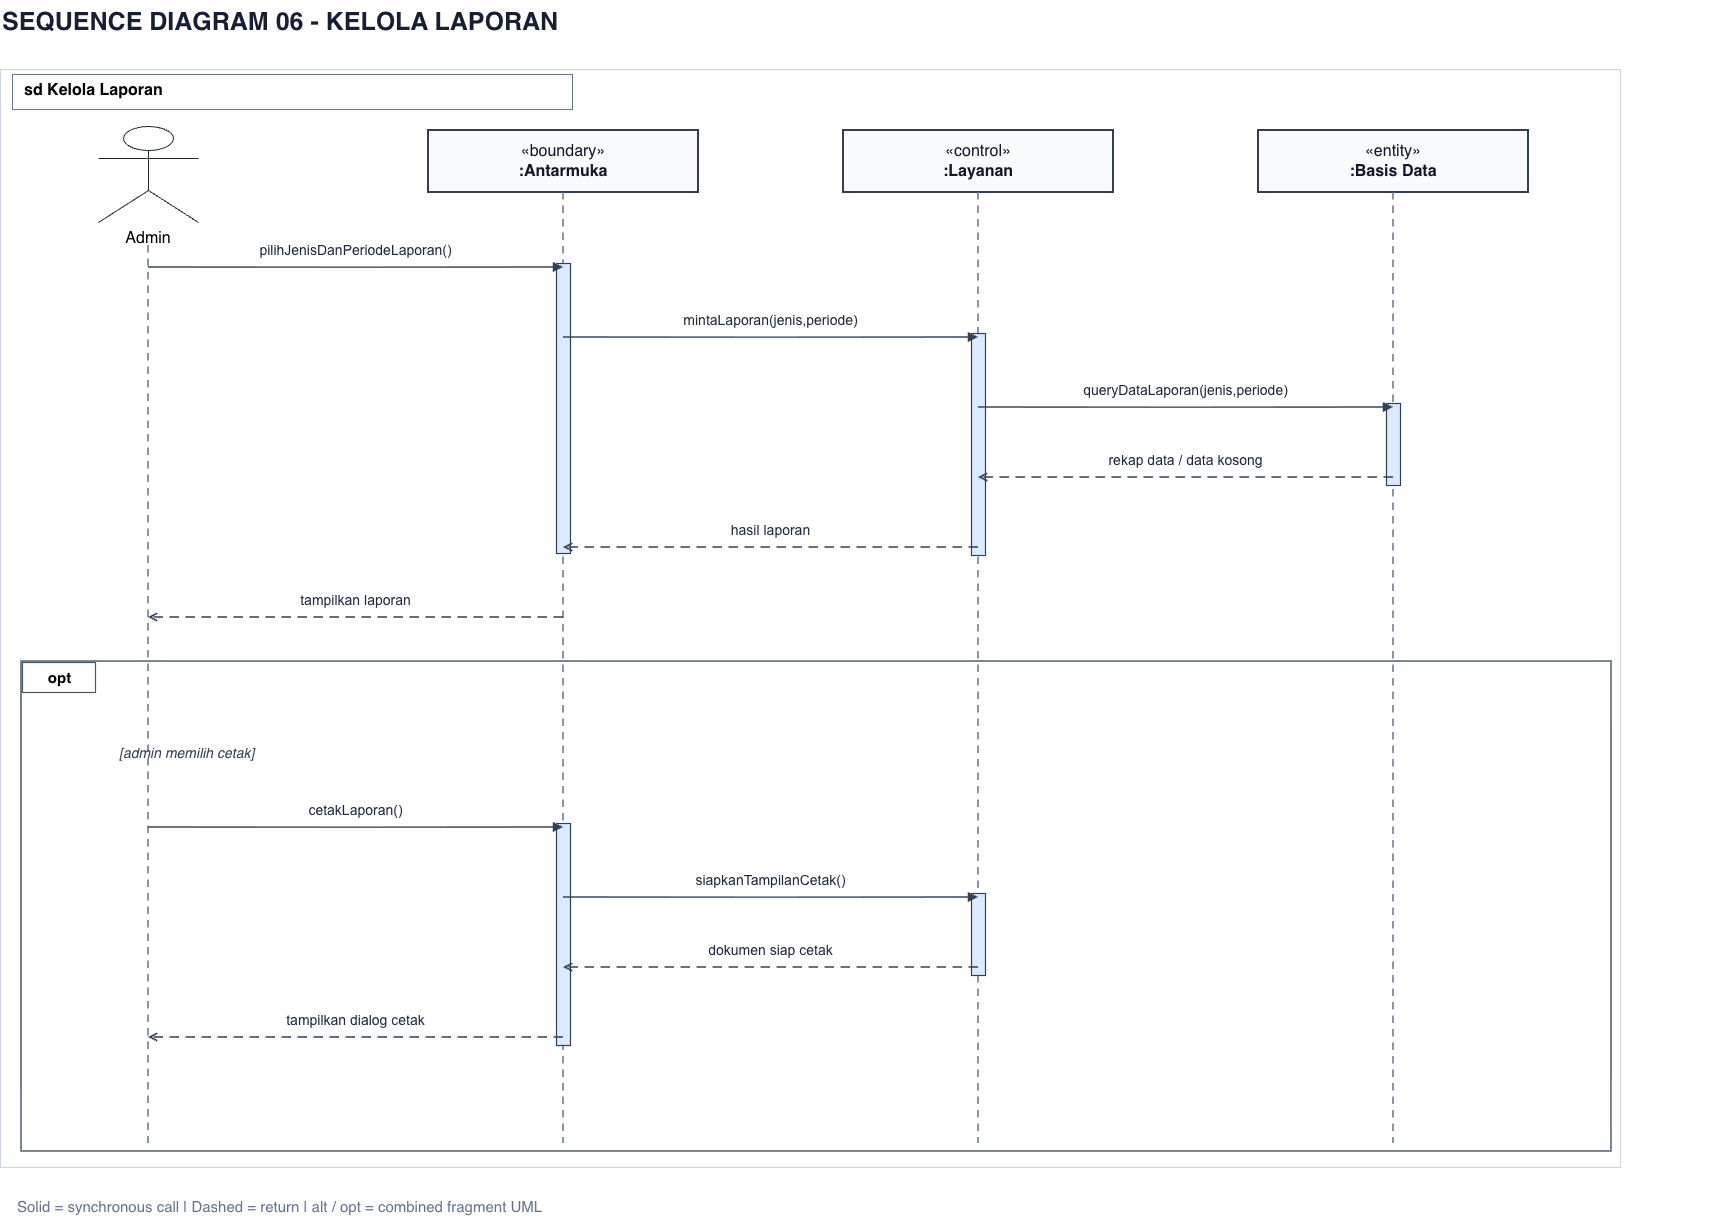 SEQUENCE DIAGRAM 06 - KELOLA LAPORAN
sd Kelola Laporan
«boundary»
:Antarmuka
«control»
:Layanan
«entity»
:Basis Data
Admin
pilihJenisDanPeriodeLaporan()
mintaLaporan(jenis,periode)
queryDataLaporan(jenis,periode)
rekap data / data kosong
hasil laporan
tampilkan laporan
opt
[admin memilih cetak]
cetakLaporan()
siapkanTampilanCetak()
dokumen siap cetak
tampilkan dialog cetak
Solid = synchronous call | Dashed = return | alt / opt = combined fragment UML